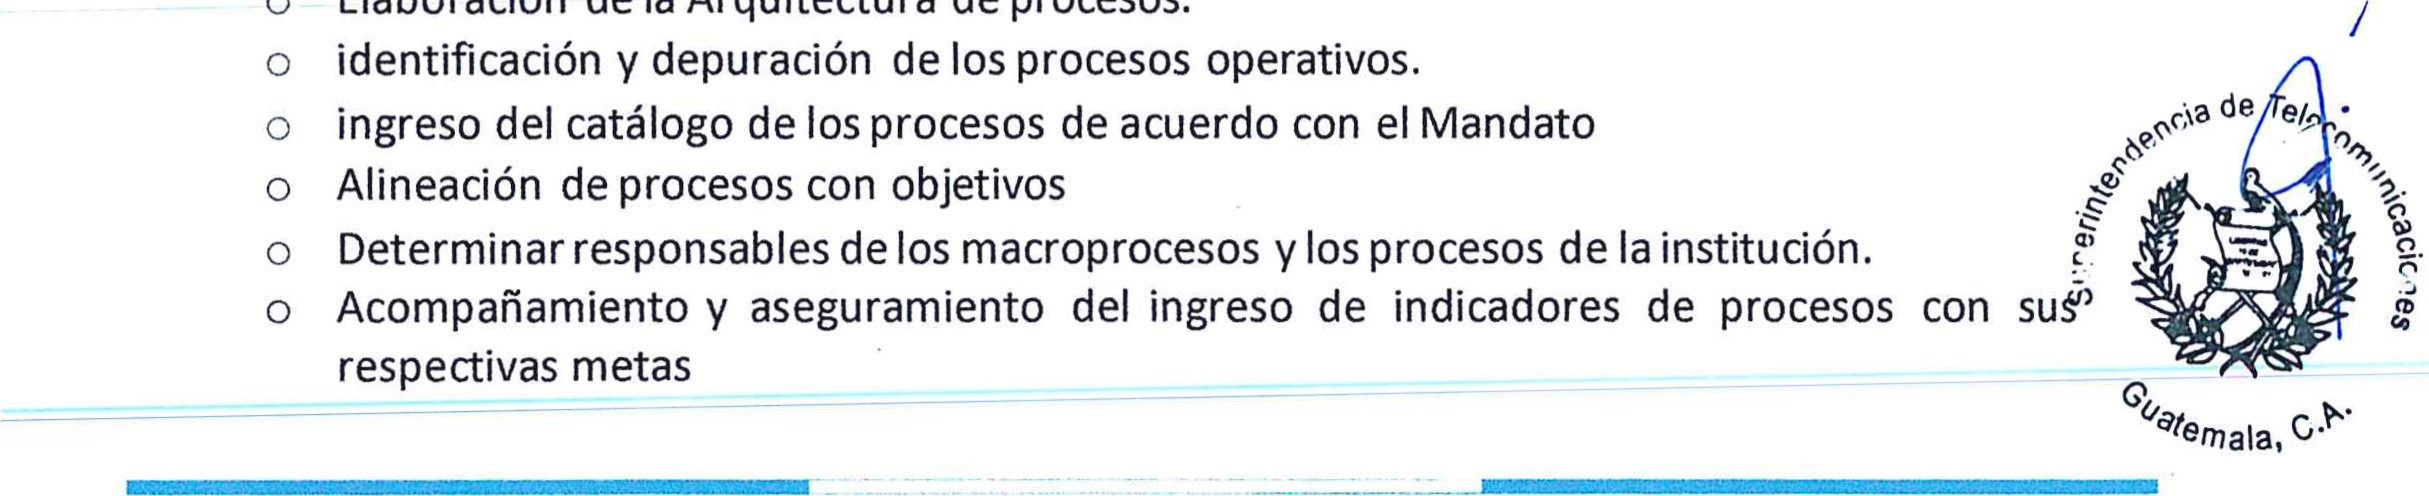 ○ Elaboración de la Arquitectura de procesos.
○ identificación y depuración de los procesos operativos.
○ ingreso del catálogo de los procesos de acuerdo con el Mandato
○ Alineación de procesos con objetivos
○ Determinar responsables de los macroprocesos y los procesos de la institución.
○ Acompañamiento y aseguramiento del ingreso de indicadores de procesos con sus
respectivas metas
Superintendencia de Telecomunicaciones
Guatemala, C.A.